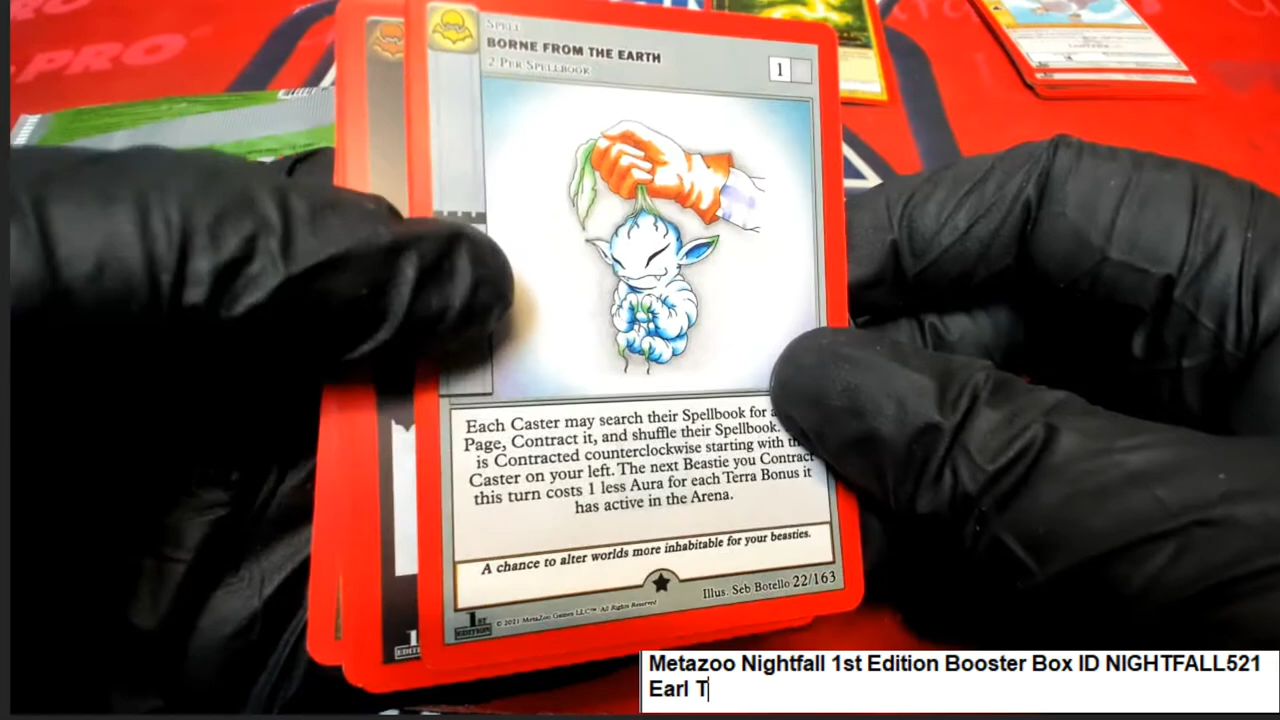 PRO
PRO
SPELL
BORNE FROM THE EARTH
2 PER SPELLBOOK
1
Each Caster may search their Spellbook for a
Page, Contract it, and shuffle their Spellbook.
is Contracted counterclockwise starting with the
Caster on your left. The next Beastie you Contract
this turn costs 1 less Aura for each Terra Bonus it
has active in the Arena.
A chance to alter worlds more inhabitable for your beasties.
Illus. Seb Botello 22/163
1ST EDITION © 2021 MetaZoo Games LLC™. All Rights Reserved
Metazoo Nightfall 1st Edition Booster Box ID NIGHTFALL521
Earl T